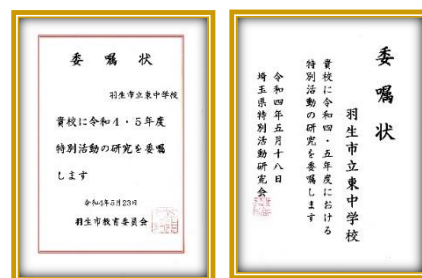 委嘱状
羽生市立東中学校
貴校に令和4・5年度
特別活動の研究を委嘱
します
令和4年5月23日
羽生市教育委員会
委嘱状
羽生市立東中学校
貴校に令和四・五年度における
特別活動の研究を委嘱します
令和四年五月十八日
埼玉県特別活動研究会